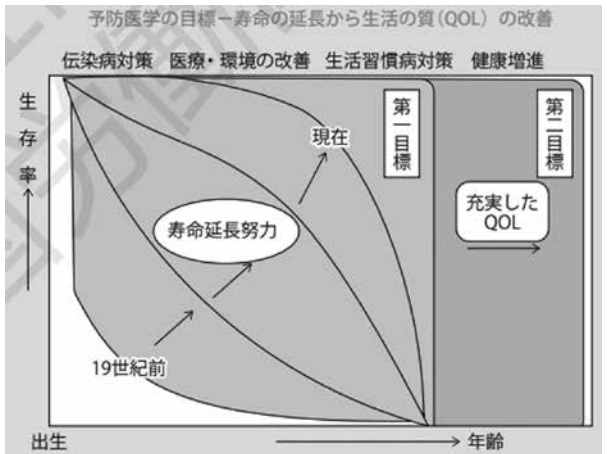 予防医学の目標－寿命の延長から生活の質（QOL）の改善
伝染病対策 医療・環境の改善 生活習慣病対策 健康増進
生存率
第一目標
第二目標
現在
充実した
QOL
寿命延長努力
19世紀前
出生
年齢